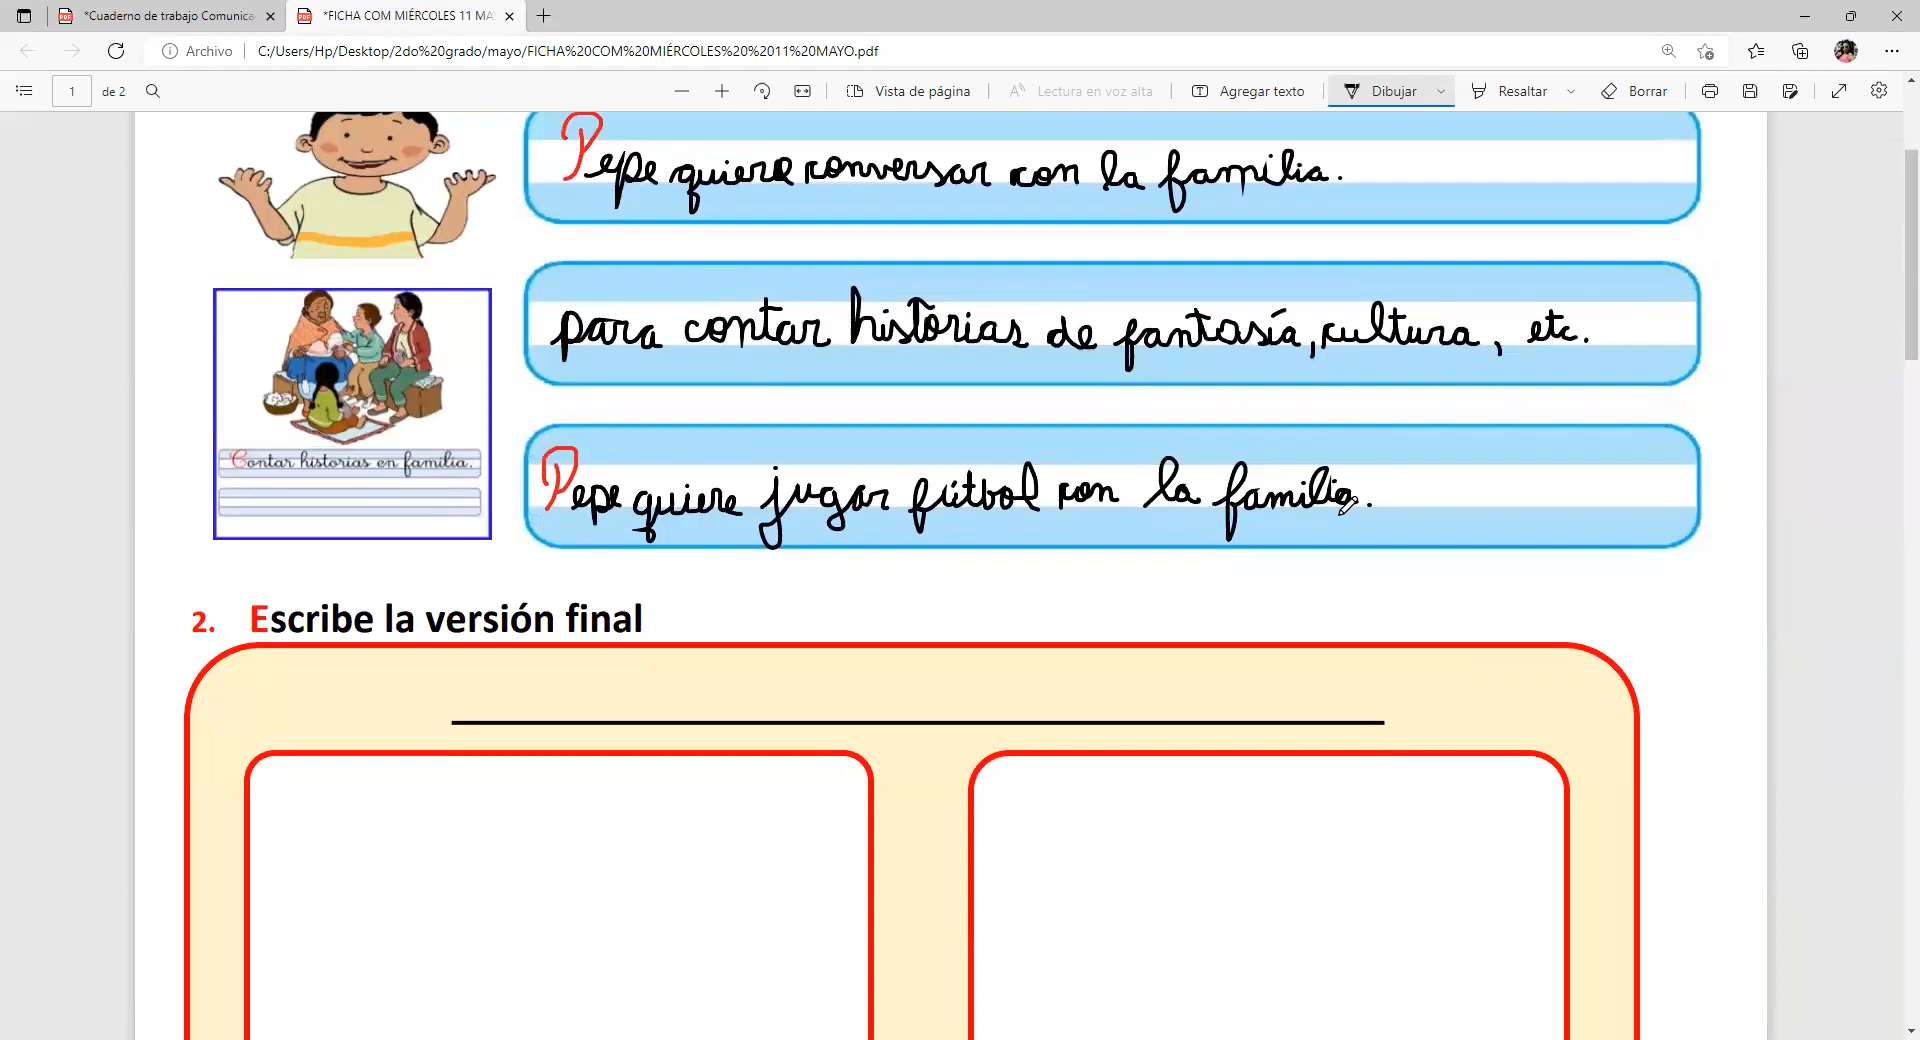 *Cuaderno de trabajo Comunica
*FICHA COM MIÉRCOLES 11 MA
Archivo
C:/Users/Hp/Desktop/2do%20grado/mayo/FICHA%20COM%20MIÉRCOLES%20%2011%20MAYO.pdf
1 de 2
Vista de página
Lectura en voz alta
Agregar texto
Dibujar
Resaltar
Borrar
Pepe quiere conversar con la familia.
para contar historias de fantasía, cultura, etc.
Contar historias en familia.
Pepe quiere jugar fútbol con la familia.
2. Escribe la versión final